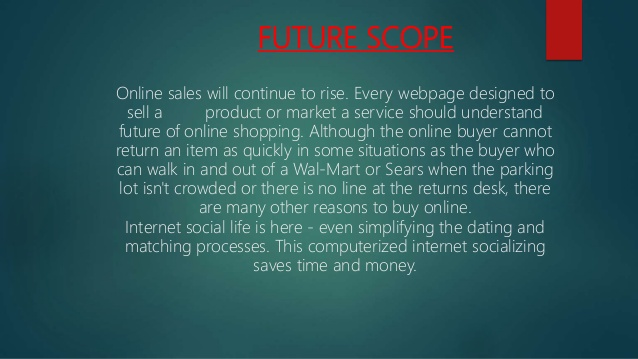 FUTURE SCOPE
Online sales will continue to rise. Every webpage designed to
sell a product or market a service should understand
future of online shopping. Although the online buyer cannot
return an item as quickly in some situations as the buyer who
can walk in and out of a Wal-Mart or Sears when the parking
lot isn't crowded or there is no line at the returns desk, there
are many other reasons to buy online.
Internet social life is here - even simplifying the dating and
matching processes. This computerized internet socializing
saves time and money.